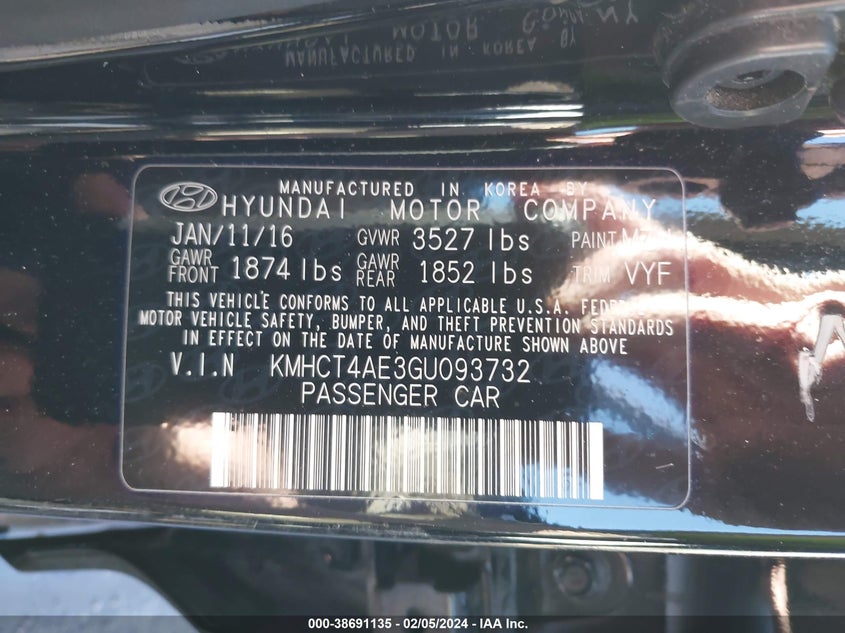 MANUFACTURED IN KOREA BY
HYUNDAI MOTOR COMPANY
JAN/11/16 GVWR 3527 lbs PAINT
GAWR FRONT 1874 lbs GAWR REAR 1852 lbs TRIM VYF
THIS VEHICLE CONFORMS TO ALL APPLICABLE U.S.A. FEDERAL
MOTOR VEHICLE SAFETY, BUMPER, AND THEFT PREVENTION STANDARDS
IN EFFECT ON THE DATE OF MANUFACTURE SHOWN ABOVE
V.I.N KMHCT4AE3GU093732
PASSENGER CAR
000-38691135 - 02/05/2024 - IAA Inc.